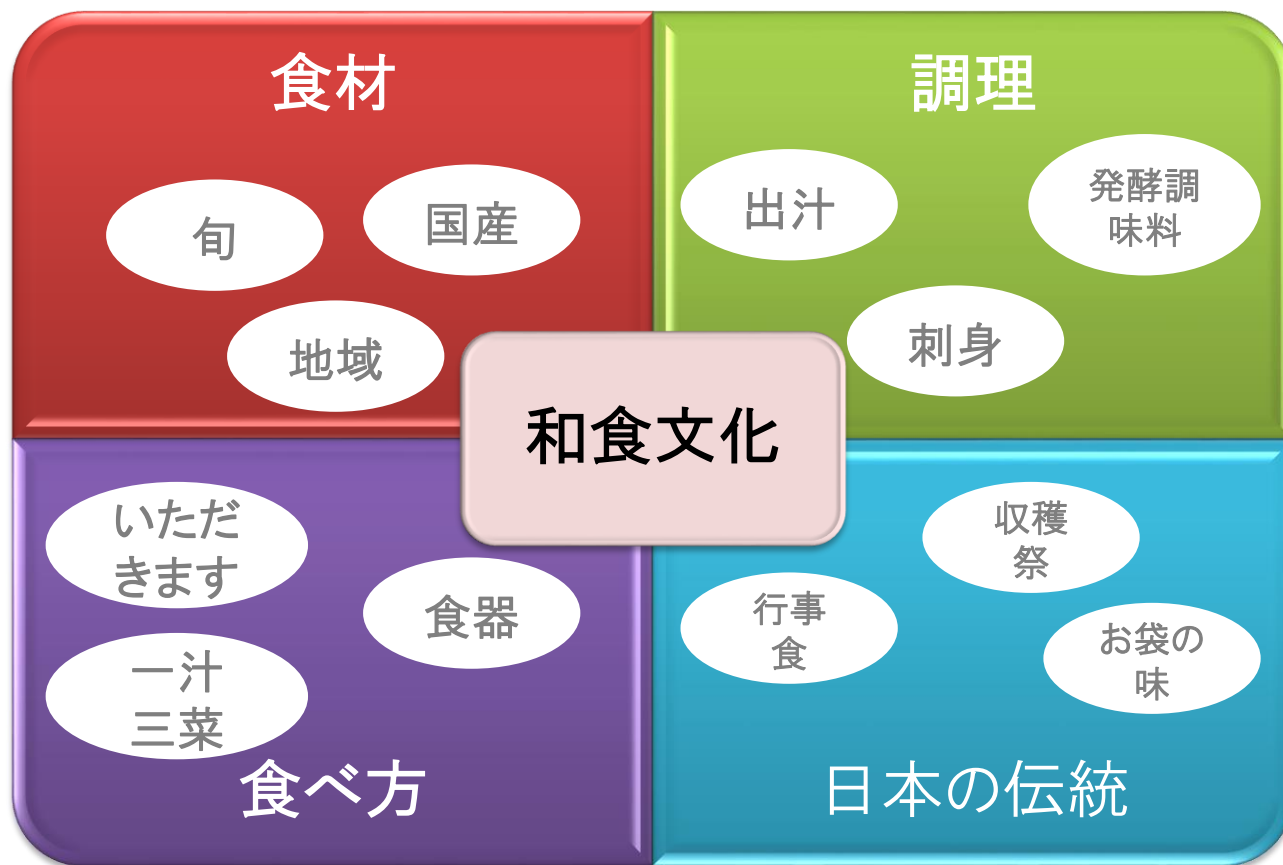 食材
旬
国産
地域
調理
出汁
発酵調
味料
刺身
和食文化
いただ
きます
食器
一汁
三菜
食べ方
収穫
祭
行事
食
お袋の
味
日本の伝統